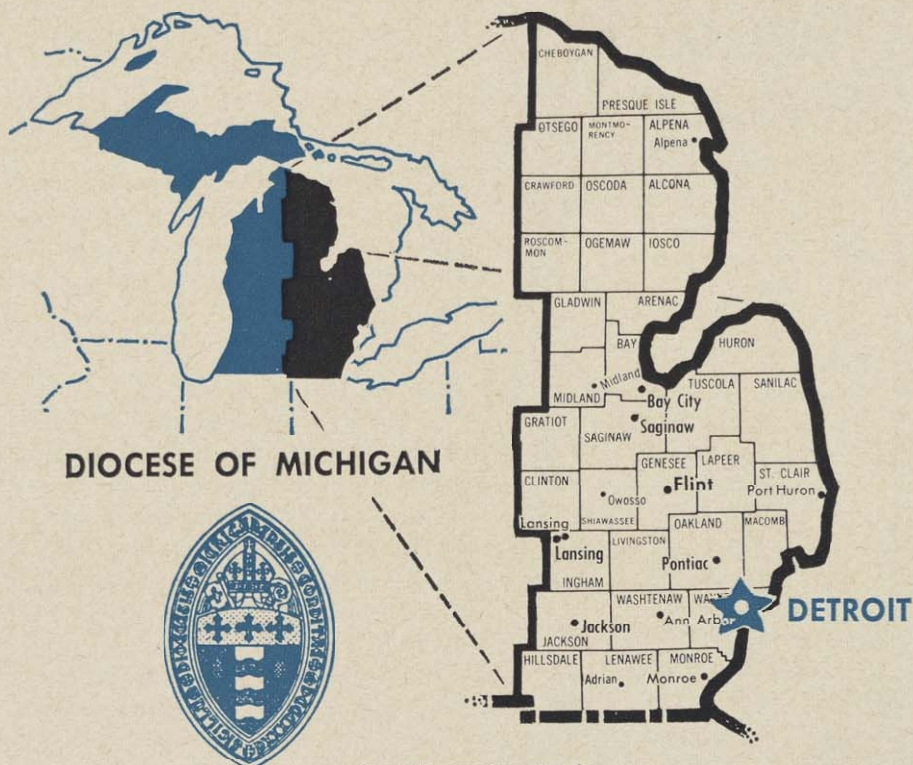 CHEBOYGAN
PRESQUE ISLE
OTSEGO
MONTMO-
RENCY
ALPENA
Alpena
CRAWFORD
OSCODA
ALCONA
ROSCOM-
MON
OGEMAW
IOSCO
GLADWIN
ARENAC
BAY
HURON
Midland
MIDLAND
Bay City
TUSCOLA
SANILAC
GRATIOT
SAGINAW
Saginaw
DIOCESE OF MICHIGAN
GENESEE
LAPEER
CLINTON
Flint
ST. CLAIR
Port Huron
Owosso
SHIAWASSEE
Lansing
Lansing
INGHAM
LIVINGSTON
OAKLAND
MACOMB
Pontiac
WASHTENAW
Ann Arbor
DETROIT
Jackson
JACKSON
HILLSDALE
LENAWEE
MONROE
Adrian
Monroe